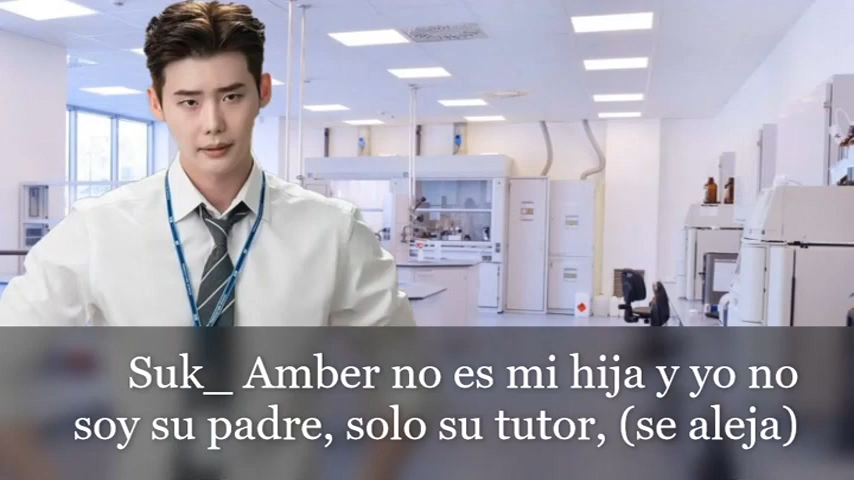 Suk_ Amber no es mi hija y yo no
soy su padre, solo su tutor, (se aleja)